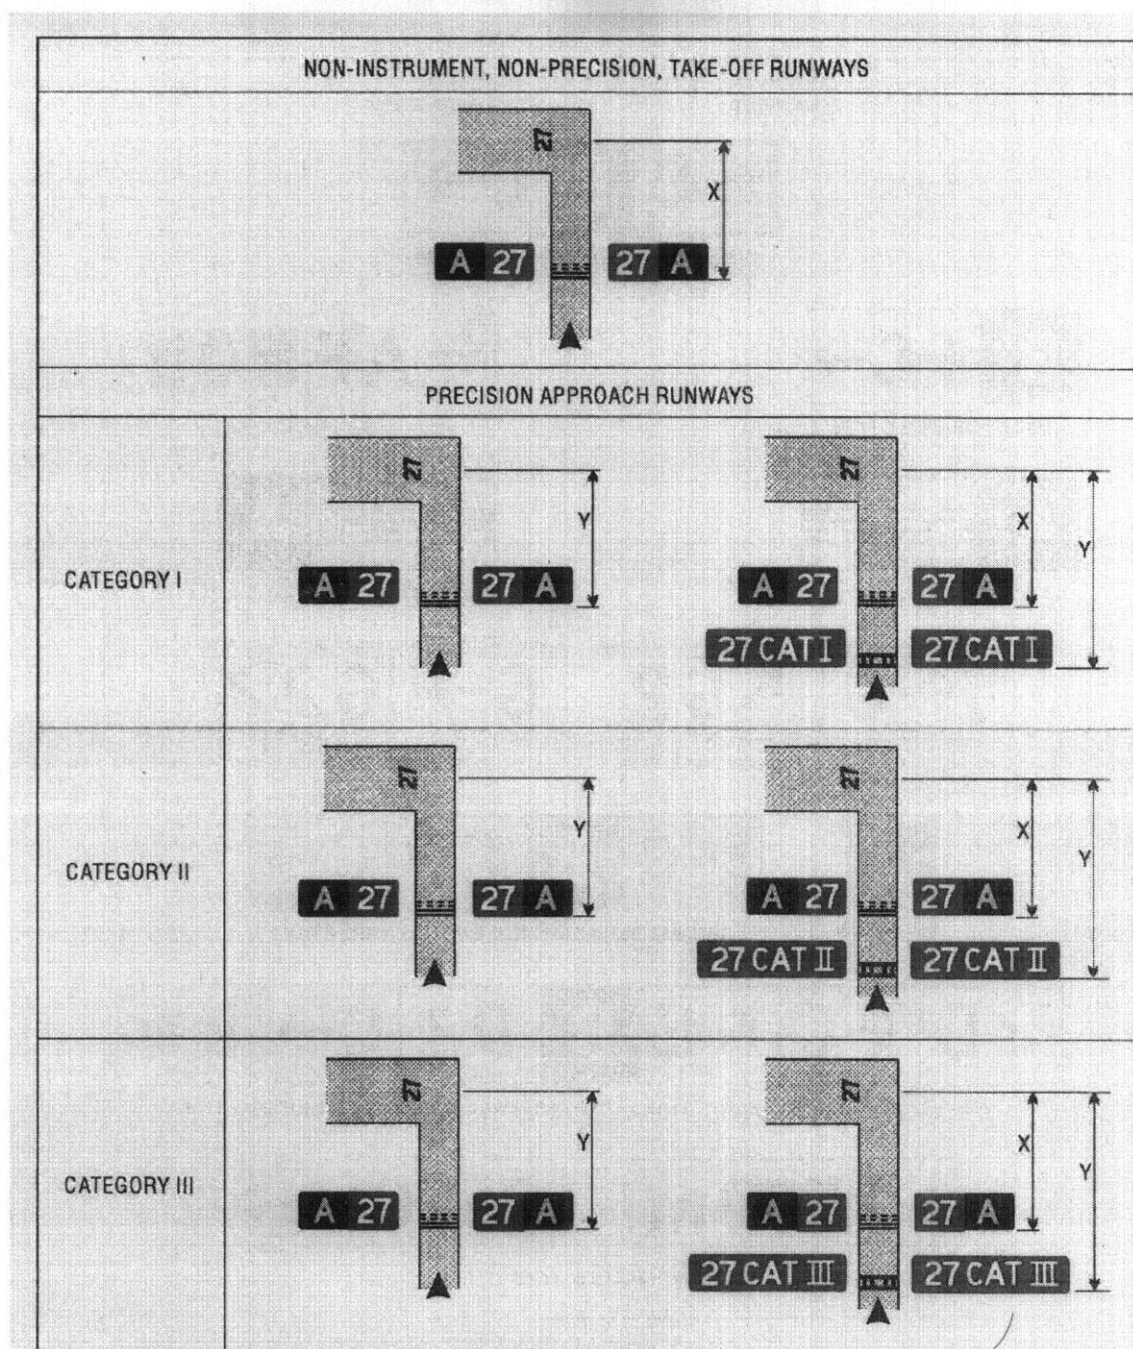 NON-INSTRUMENT, NON-PRECISION, TAKE-OFF RUNWAYS
27
X
A 27 27 A
PRECISION APPROACH RUNWAYS
27 27
Y X Y
CATEGORY I
A 27 27 A A 27 27 A
27 CAT I 27 CAT I
27 27
Y X Y
CATEGORY II
A 27 27 A A 27 27 A
27 CAT II 27 CAT II
27 27
Y X Y
CATEGORY III
A 27 27 A A 27 27 A
27 CAT III 27 CAT III